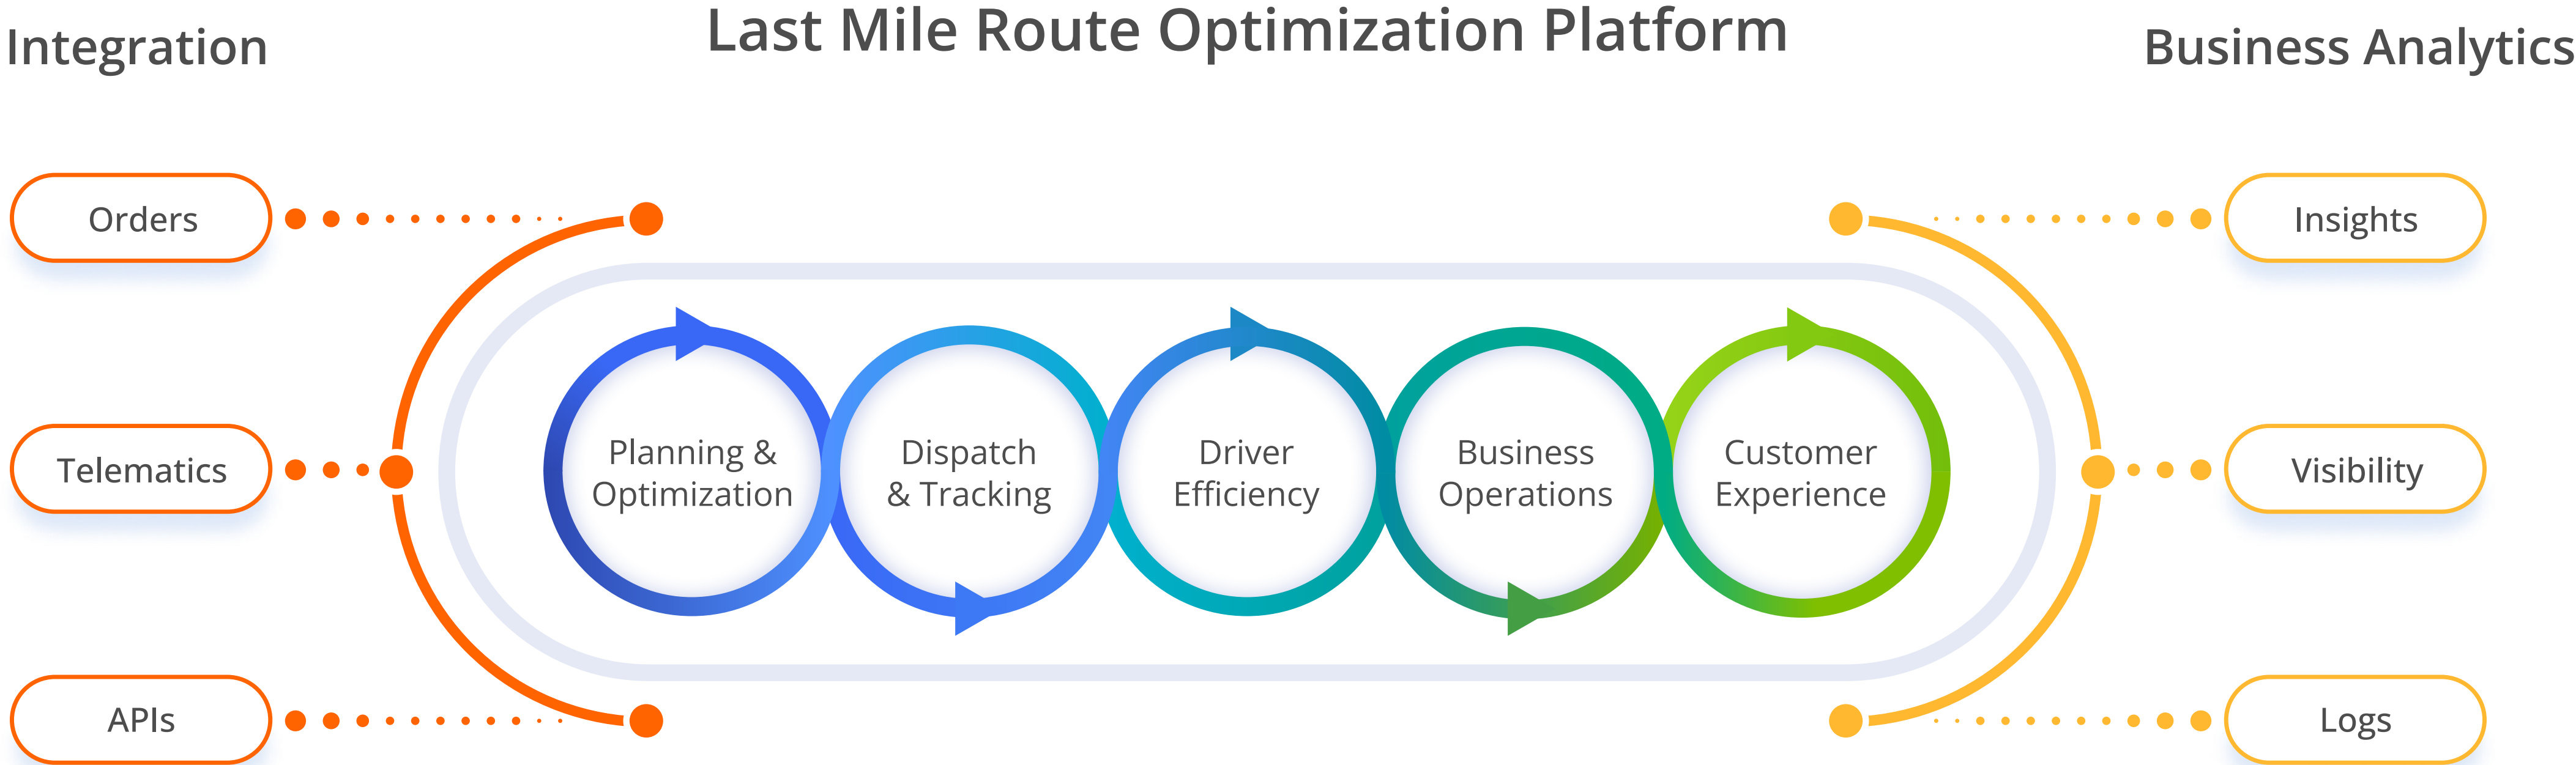 Integration
Last Mile Route Optimization Platform
Business Analytics
Orders
Telematics
APIs
Planning &
Optimization
Dispatch
& Tracking
Driver
Efficiency
Business
Operations
Customer
Experience
Insights
Visibility
Logs